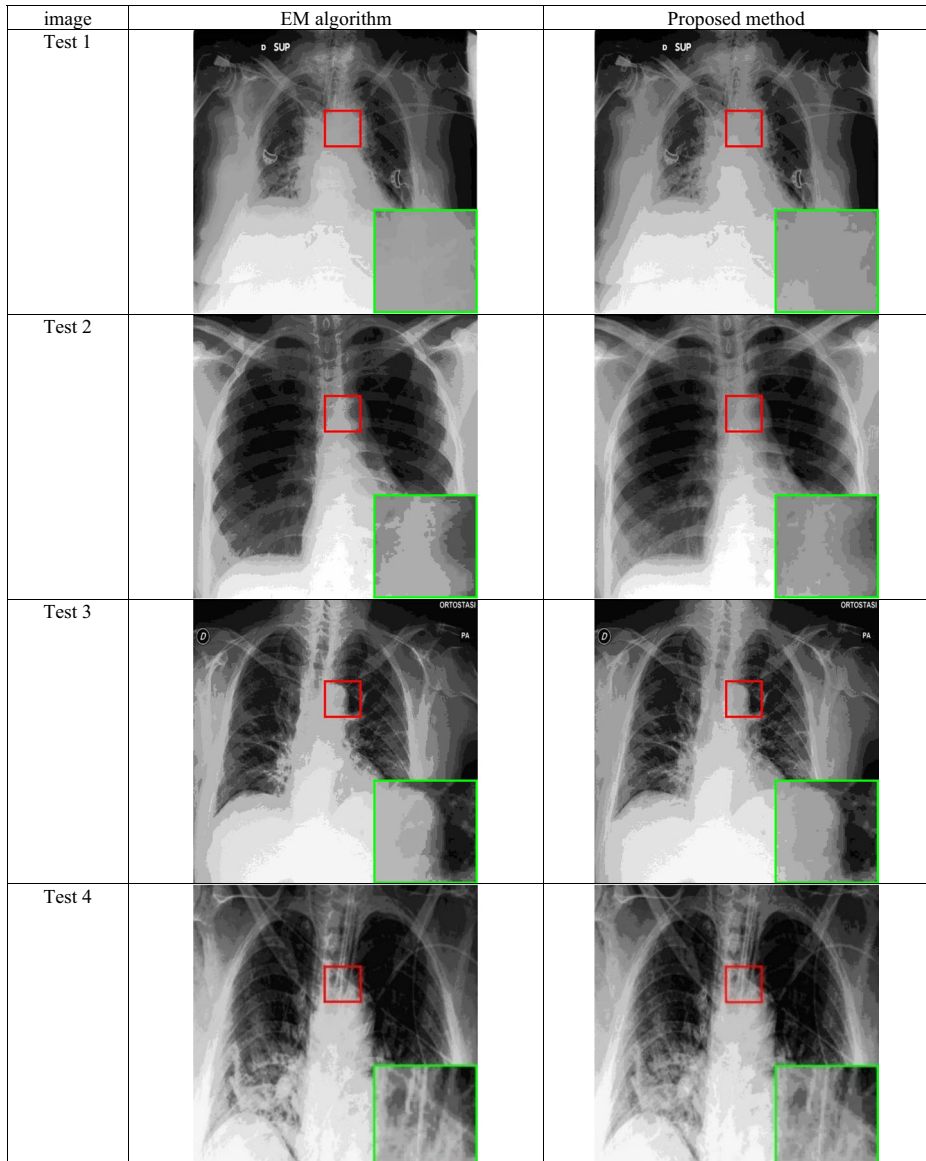 image EM algorithm Proposed method
Test 1
D SUP D SUP
Test 2
Test 3
ORTOSTASI ORTOSTASI
D PA D PA
Test 4